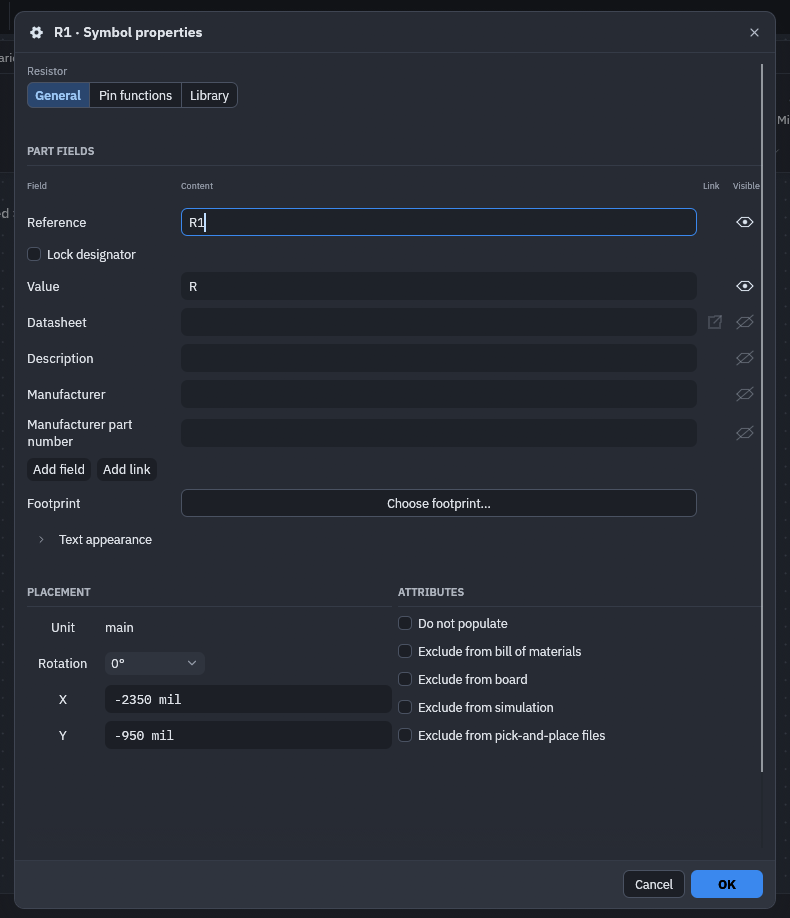 R1 · Symbol properties
Resistor
General Pin functions Library
PART FIELDS
Field Content Link Visible
Reference R1
Lock designator
Value R
Datasheet
Description
Manufacturer
Manufacturer part
number
Add field Add link
Footprint Choose footprint...
Text appearance
PLACEMENT ATTRIBUTES
Unit main Do not populate
Rotation 0° Exclude from bill of materials
Exclude from board
X -2350 mil Exclude from simulation
Y -950 mil Exclude from pick-and-place files
Cancel OK